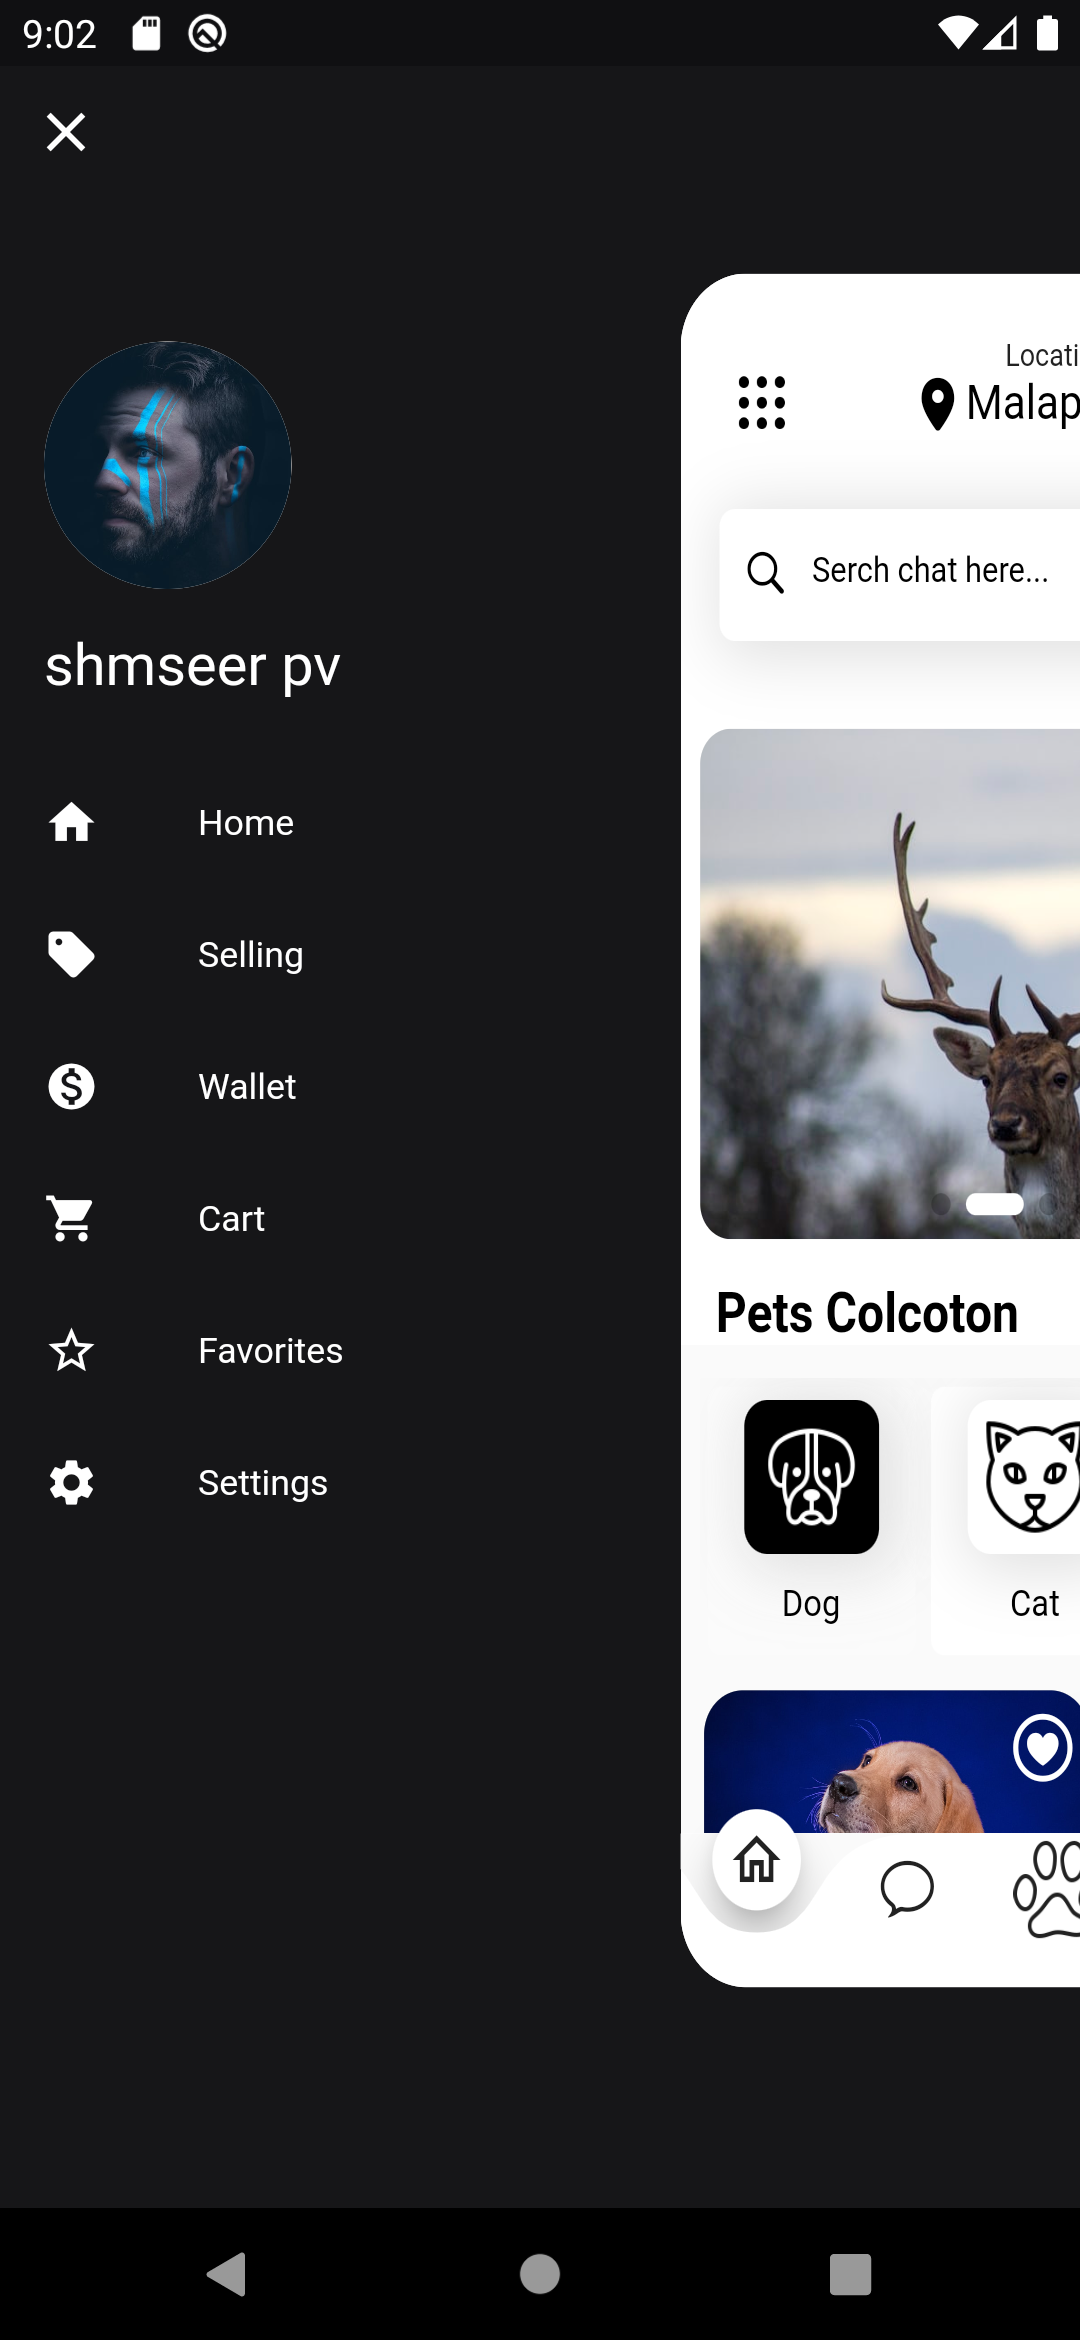 9:02
shmseer pv
Home
Selling
Wallet
Cart
Favorites
Settings
Locati
Malap
Serch chat here...
Pets Colcoton
Dog
Cat